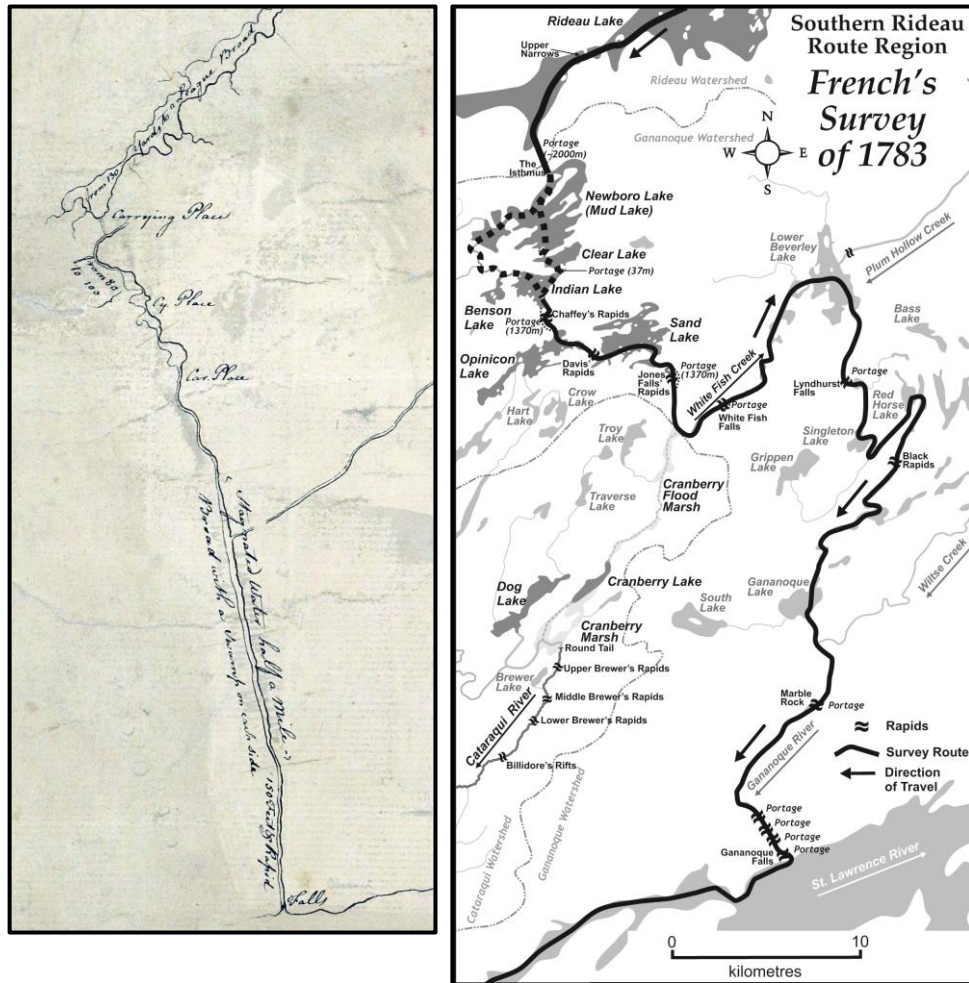 from 130
Yards to a League Broad
Carrying Place
from 80
to 100
Cy. Place
Car. Place
Stagnated Water half a Mile
Broad with a Swamp on each side
150 feet & Rapid
Falls
Southern Rideau
Route Region
French's
Survey
of 1783
Rideau Lake
Upper
Narrows
Rideau Watershed
Gananoque Watershed
N
W
E
S
Portage
(~2000m)
The
Isthmus
Newboro Lake
(Mud Lake)
Clear Lake
Portage (37m)
Indian Lake
Benson
Lake
Chaffey's Rapids
Portage
(1370m)
Opinicon
Lake
Davis
Rapids
Sand
Lake
Portage
(1370m)
Jones
Falls'
Rapids
White Fish Creek
Portage
White Fish
Falls
Lower
Beverley
Lake
Plum Hollow Creek
Bass
Lake
Portage
Lyndhurst
Falls
Red
Horse
Lake
Singleton
Lake
Grippen
Lake
Black
Rapids
Crow
Lake
Hart
Lake
Troy
Lake
Traverse
Lake
Cranberry
Flood
Marsh
Dog
Lake
Cranberry Lake
Cranberry
Marsh
Round Tail
Upper Brewer's Rapids
Brewer
Lake
Middle Brewer's Rapids
Lower Brewer's Rapids
Cataraqui River
Billidore's Rifts
South
Lake
Gananoque
Lake
Wiltse Creek
Marble
Rock
Portage
Gananoque River
Rapids
Survey Route
Direction
of Travel
Portage
Portage
Portage
Portage
Gananoque
Falls
Cataraqui Watershed
Gananoque Watershed
St. Lawrence River
0
10
kilometres